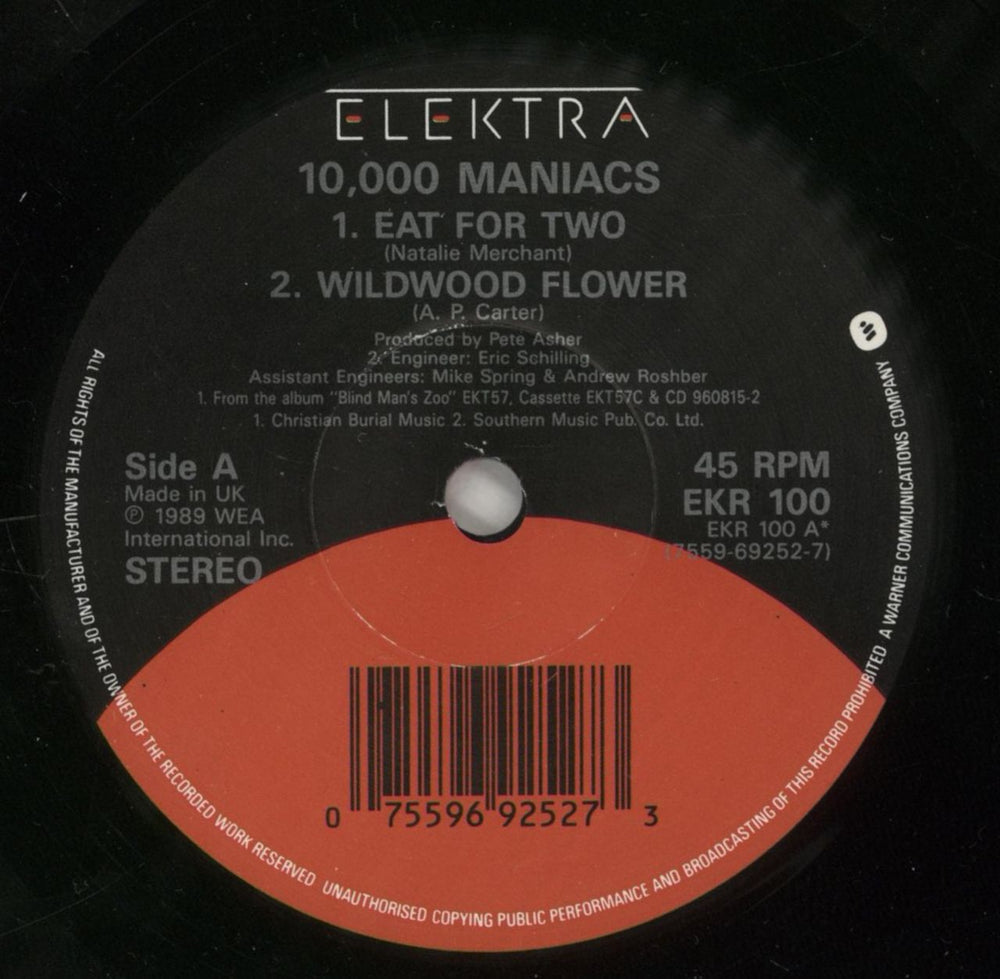 ELEKTRA
10,000 MANIACS
1. EAT FOR TWO
(Natalie Merchant)
2. WILDWOOD FLOWER
(A. P. Carter)
Produced by Pete Asher
2. Engineer: Eric Schilling
Assistant Engineers: Mike Spring & Andrew Roshber
1. From the album "Blind Man's Zoo" EKT57, Cassette EKT57C & CD 960815-2
1. Christian Burial Music 2. Southern Music Pub. Co. Ltd.
Side A
Made in UK
℗ 1989 WEA
International Inc.
STEREO
45 RPM
EKR 100
EKR 100 A*
(7559-69252-7)
0 75596 92527 3
ALL RIGHTS OF THE MANUFACTURER AND OF THE OWNER OF THE RECORDED WORK RESERVED UNAUTHORISED COPYING PUBLIC PERFORMANCE AND BROADCASTING OF THIS RECORD PROHIBITED A WARNER COMMUNICATIONS COMPANY